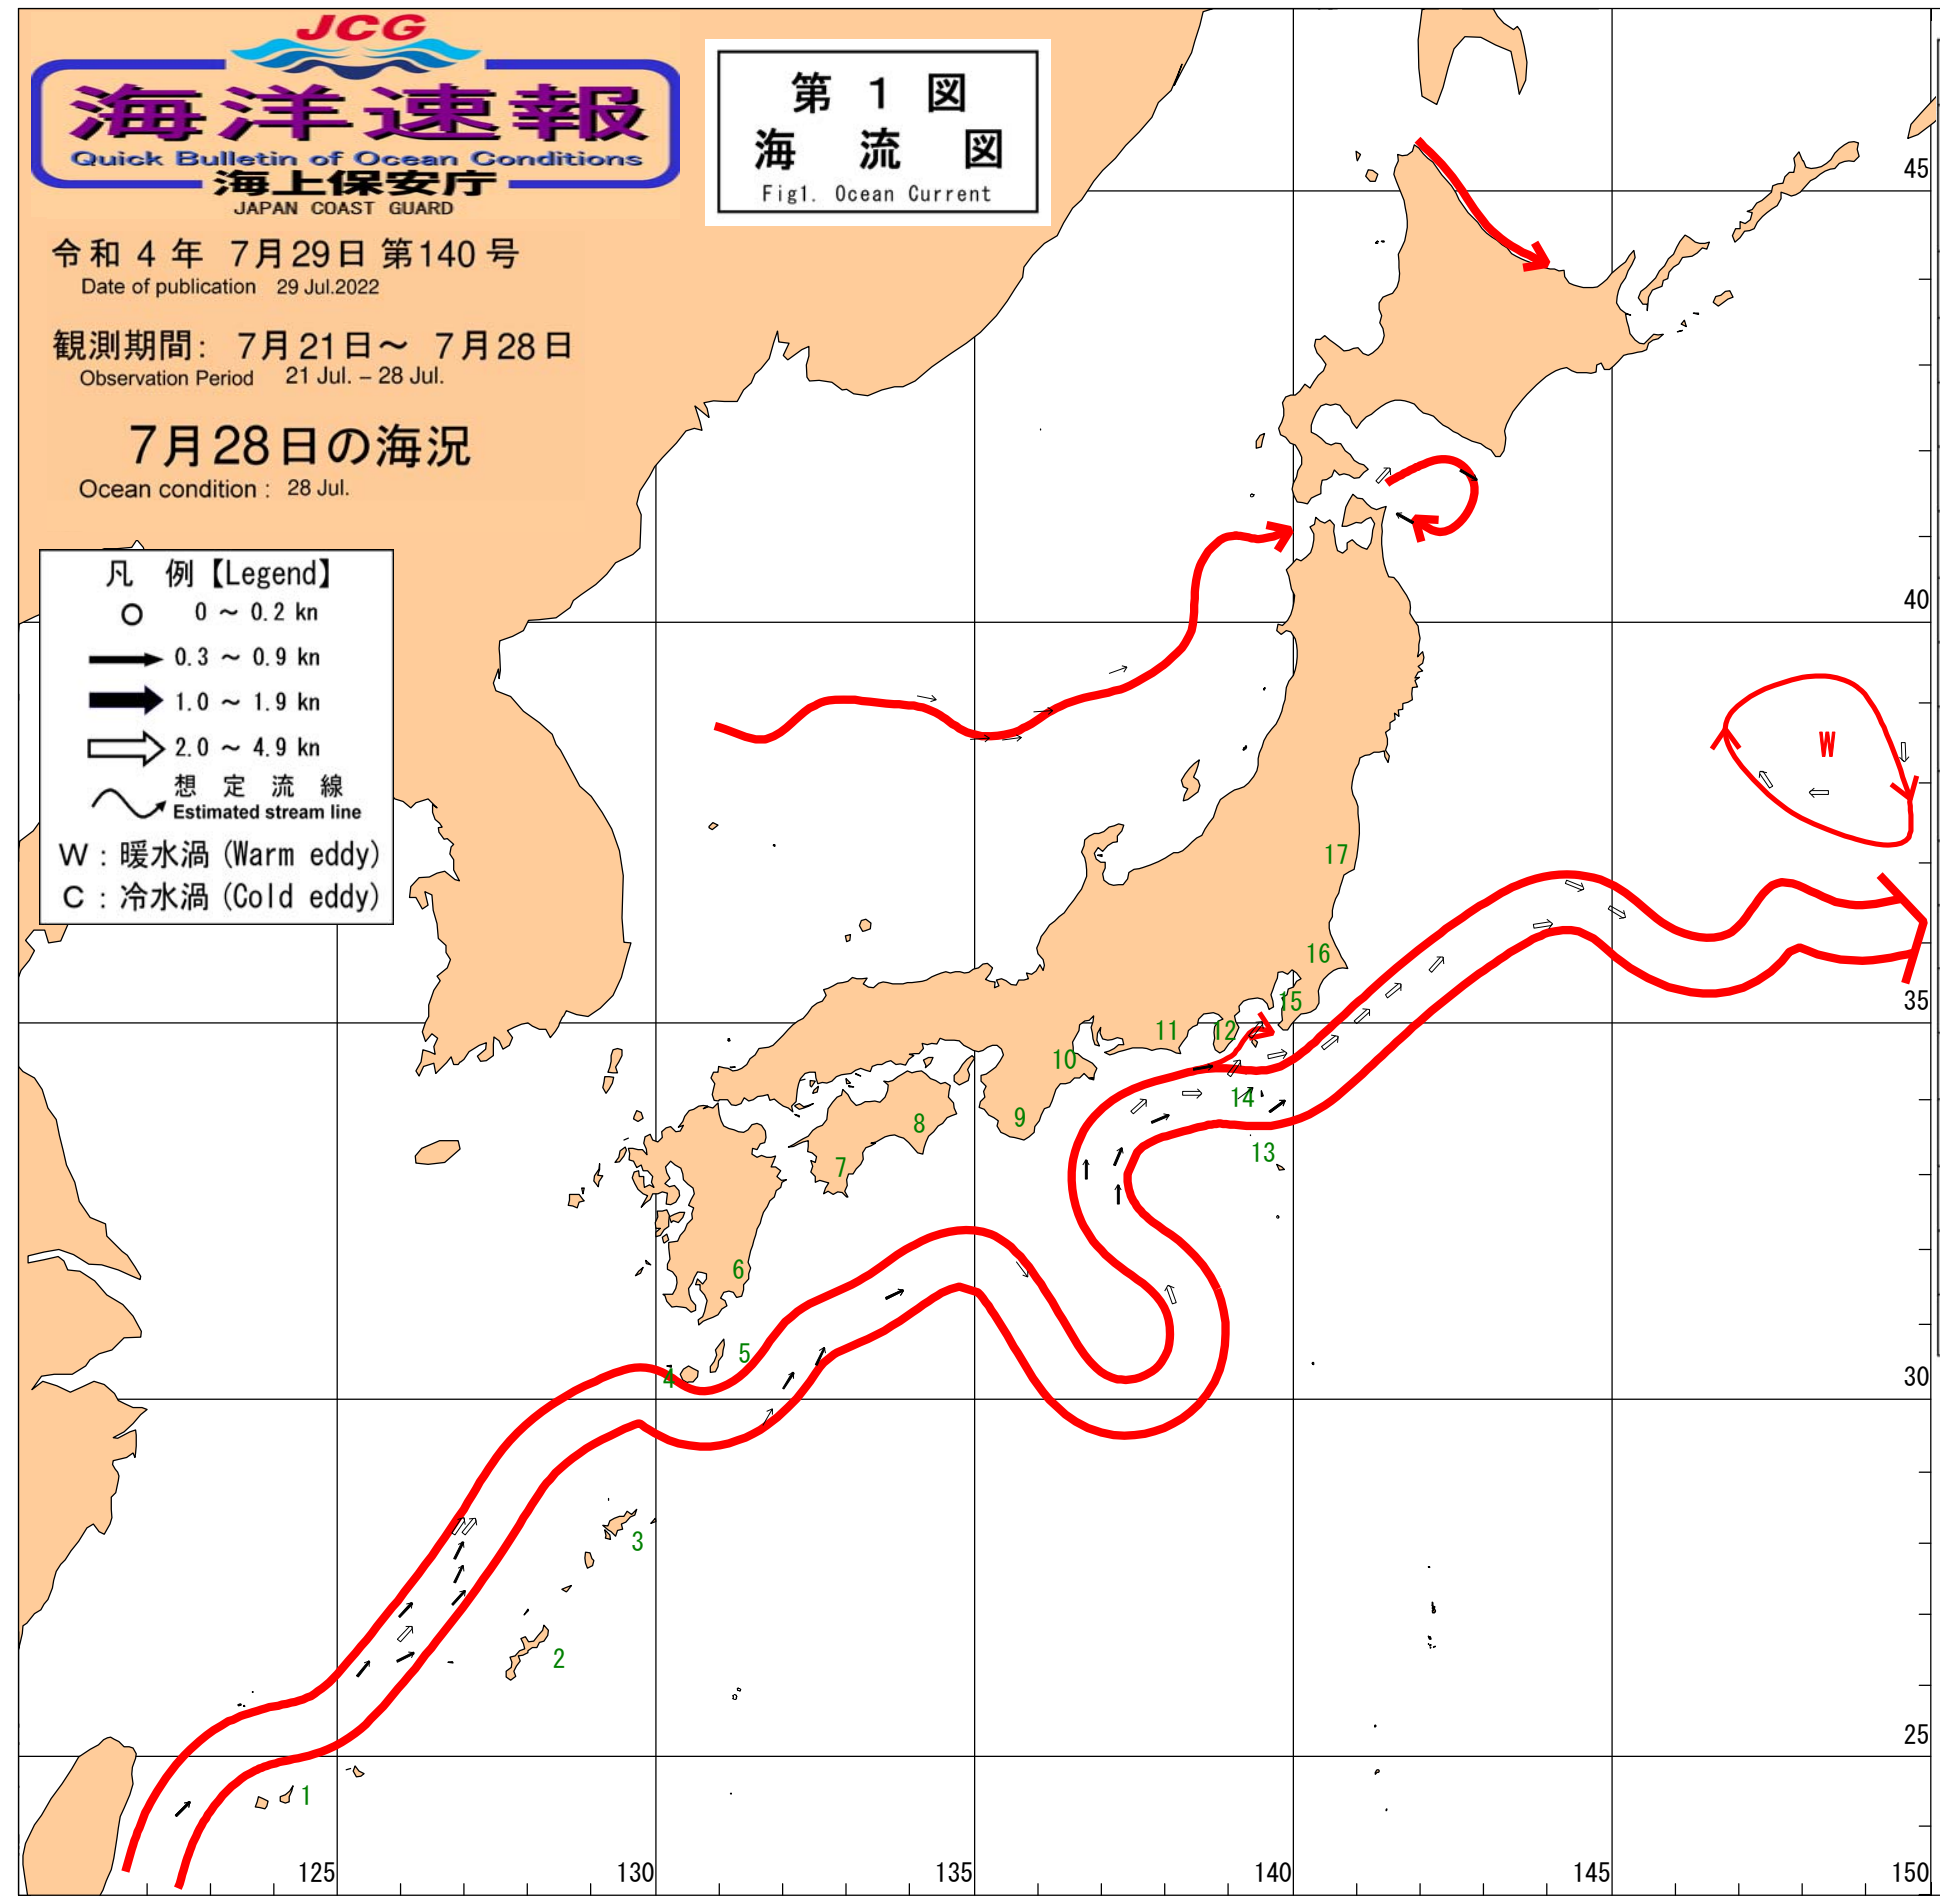 JCG
海洋速報
Quick Bulletin of Ocean Conditions
海上保安庁
JAPAN COAST GUARD
第 1 図
海 流 図
Fig1. Ocean Current
令和 4 年 7月29日 第140 号
Date of publication 29 Jul.2022
観測期間: 7月21日～ 7月28日
Observation Period 21 Jul. – 28 Jul.
7月28日の海況
Ocean condition : 28 Jul.
凡 例【Legend】
0 ～ 0.2 kn
0.3 ～ 0.9 kn
1.0 ～ 1.9 kn
2.0 ～ 4.9 kn
想 定 流 線
Estimated stream line
W : 暖水渦 (Warm eddy)
C : 冷水渦 (Cold eddy)
45
40
W
17
16
35
15
12
11
10
14
9
8
13
7
6
5
4
30
3
2
25
1
125
130
135
140
145
150